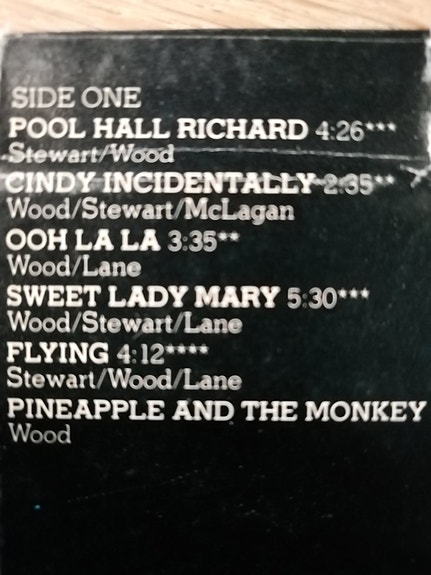 SIDE ONE
POOL HALL RICHARD 4:26***
Stewart/Wood
CINDY INCIDENTALLY 2:35**
Wood/Stewart/McLagan
OOH LA LA 3:35**
Wood/Lane
SWEET LADY MARY 5:30***
Wood/Stewart/Lane
FLYING 4:12****
Stewart/Wood/Lane
PINEAPPLE AND THE MONKEY
Wood